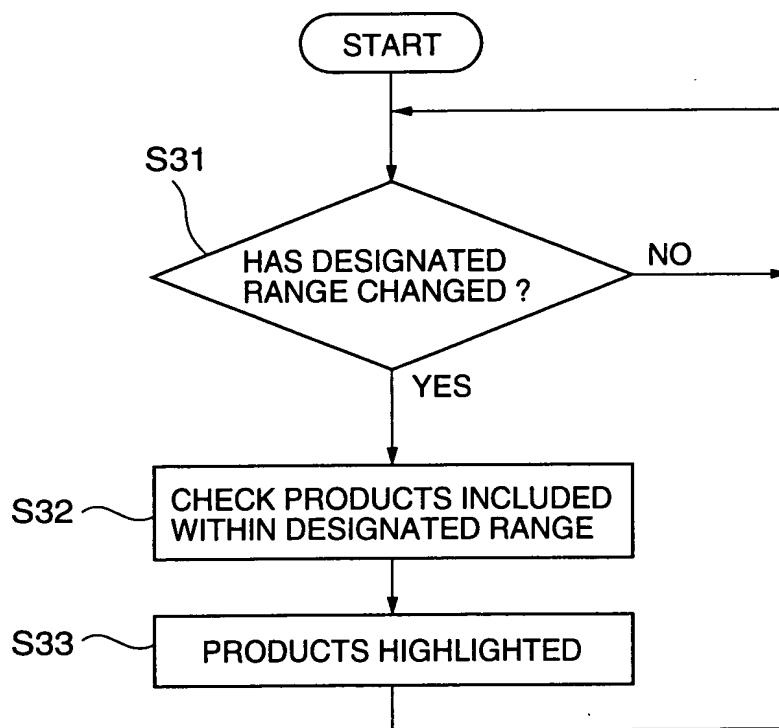 START
S31
HAS DESIGNATED
RANGE CHANGED ?
NO
YES
S32
CHECK PRODUCTS INCLUDED
WITHIN DESIGNATED RANGE
S33
PRODUCTS HIGHLIGHTED